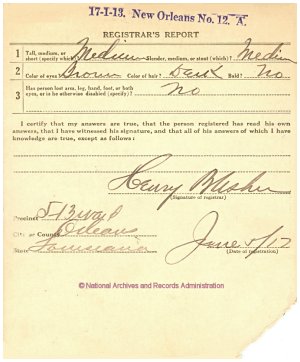 17-1-13. New Orleans No. 12. A.
REGISTRAR'S REPORT
1 Tall, medium, or short (specify which)? Medium Slender, medium, or stout (which)? Medium
2 Color of eyes? Brown Color of hair? Dark Bald? No
3 Has person lost arm, leg, hand, foot, or both eyes, or is he otherwise disabled (specify)? No
I certify that my answers are true, that the person registered has read his own
answers, that I have witnessed his signature, and that all of his answers of which I
have knowledge are true, except as follows:
Henry
(Signature of registrar)
Precinct 5 13 ward
City or County Orleans
State Louisiana
June 5/17
(Date of registration)
© National Archives and Records Administration